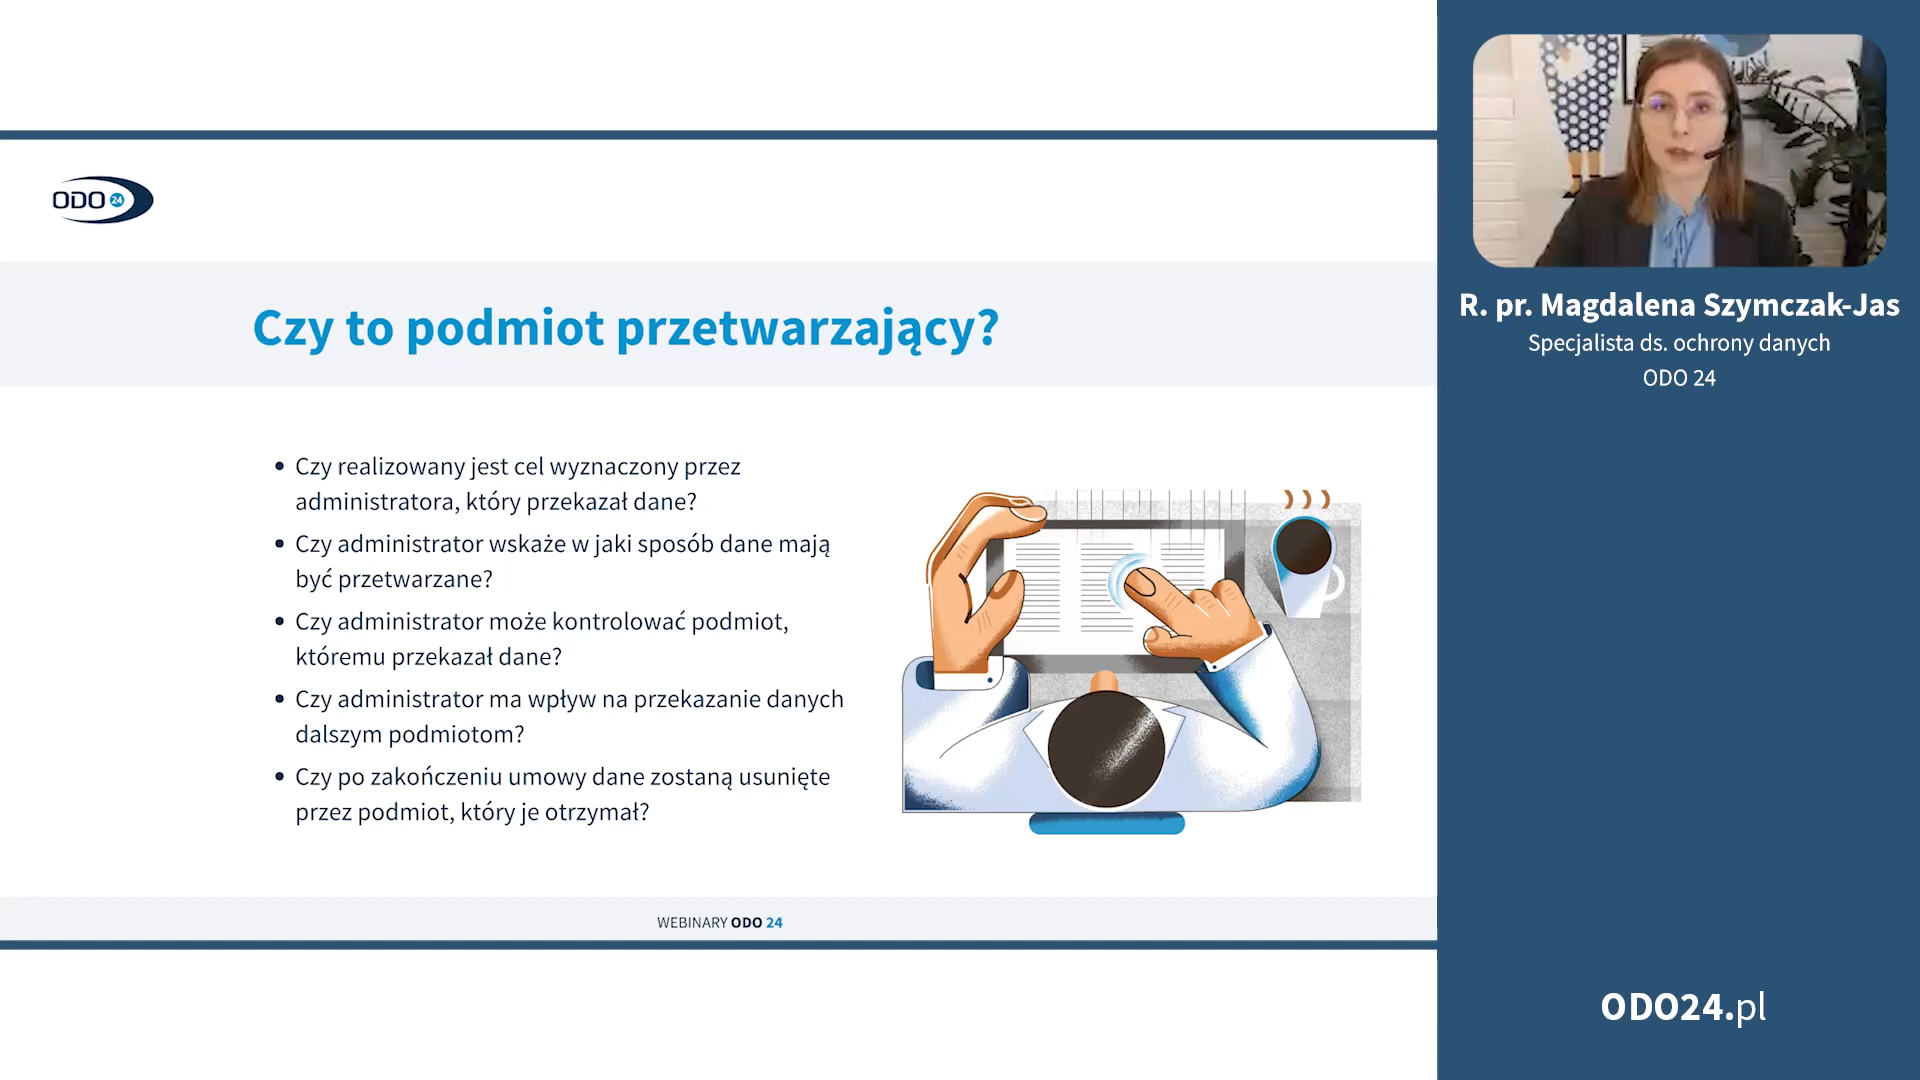 ODO 24
Czy to podmiot przetwarzający?
• Czy realizowany jest cel wyznaczony przez
administratora, który przekazał dane?
• Czy administrator wskaże w jaki sposób dane mają
być przetwarzane?
• Czy administrator może kontrolować podmiot,
któremu przekazał dane?
• Czy administrator ma wpływ na przekazanie danych
dalszym podmiotom?
• Czy po zakończeniu umowy dane zostaną usunięte
przez podmiot, który je otrzymał?
WEBINARY ODO 24
R. pr. Magdalena Szymczak-Jas
Specjalista ds. ochrony danych
ODO 24
ODO24.pl